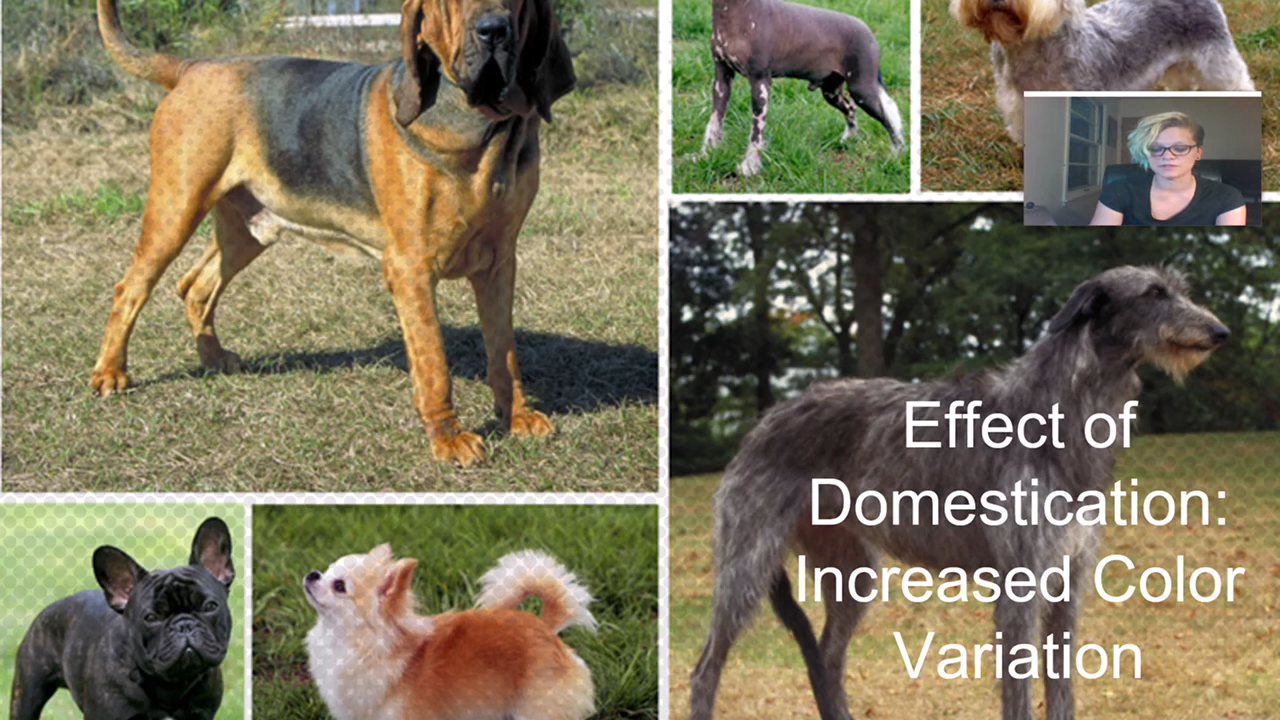 Effect of
Domestication:
Increased Color
Variation